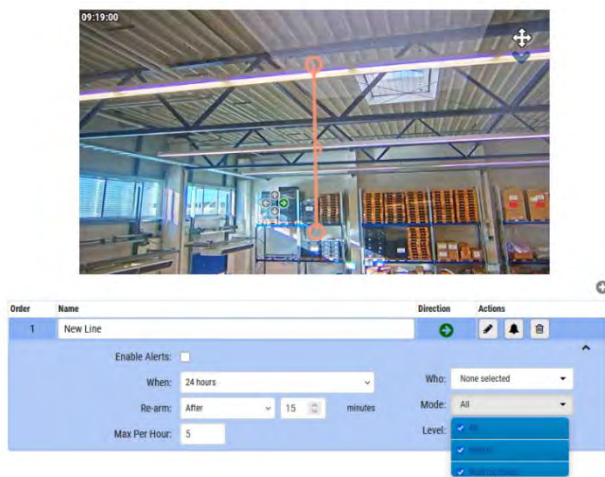 09:19:00
Order Name Direction Actions
1 New Line
Enable Alerts:
When: 24 hours Who: None selected
Re-arm: After 15 minutes Mode: All
Max Per Hour: 5 Level:
All